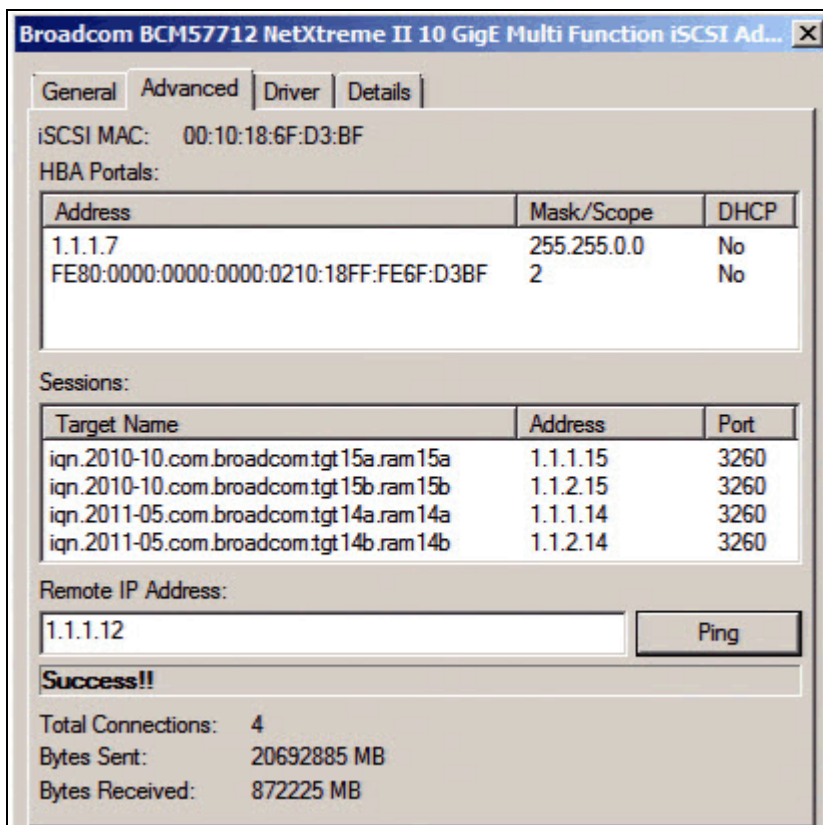 Broadcom BCM57712 NetXtreme II 10 GigE Multi Function iSCSI Ad...
General Advanced Driver Details
iSCSI MAC: 00:10:18:6F:D3:BF
HBA Portals:
Address Mask/Scope DHCP
1.1.1.7 255.255.0.0 No
FE80:0000:0000:0000:0210:18FF:FE6F:D3BF 2 No
Sessions:
Target Name Address Port
iqn.2010-10.com.broadcom:tgt15a.ram15a 1.1.1.15 3260
iqn.2010-10.com.broadcom:tgt15b.ram15b 1.1.2.15 3260
iqn.2011-05.com.broadcom:tgt14a.ram14a 1.1.1.14 3260
iqn.2011-05.com.broadcom:tgt14b.ram14b 1.1.2.14 3260
Remote IP Address:
1.1.1.12 Ping
Success!!
Total Connections: 4
Bytes Sent: 20692885 MB
Bytes Received: 872225 MB